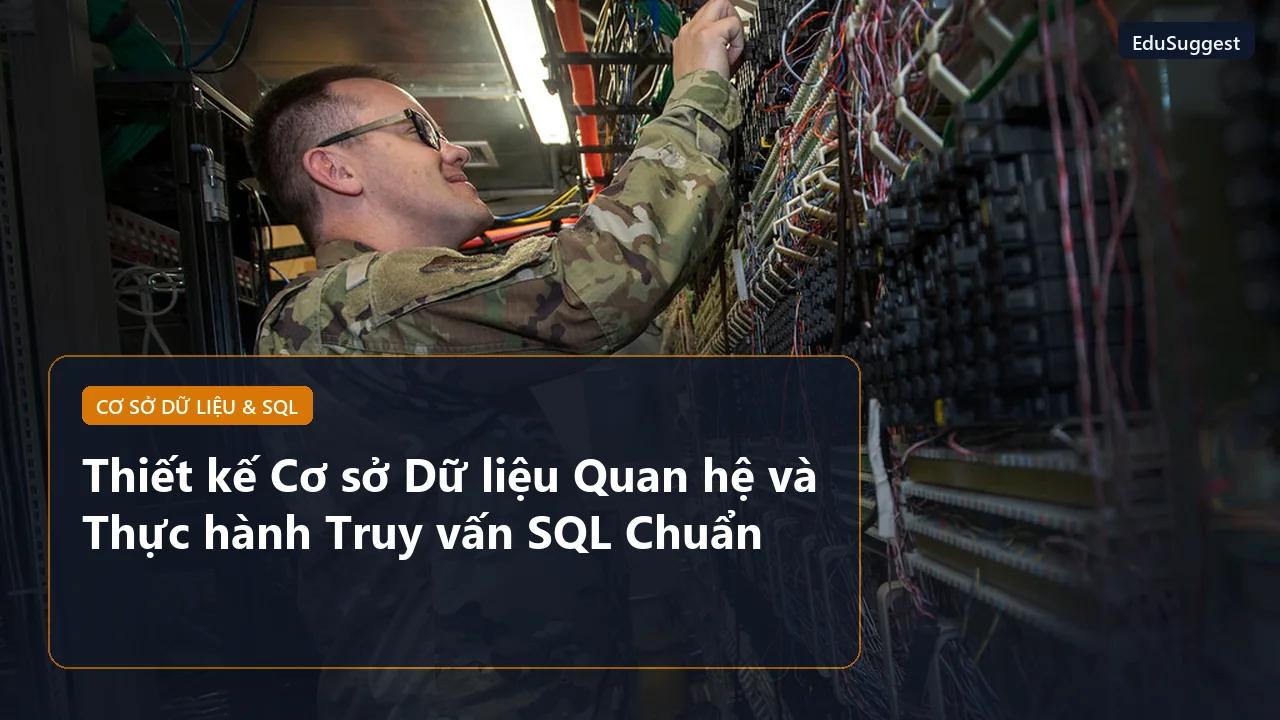 EduSuggest
CƠ SỞ DỮ LIỆU & SQL
Thiết kế Cơ sở Dữ liệu Quan hệ và
Thực hành Truy vấn SQL Chuẩn